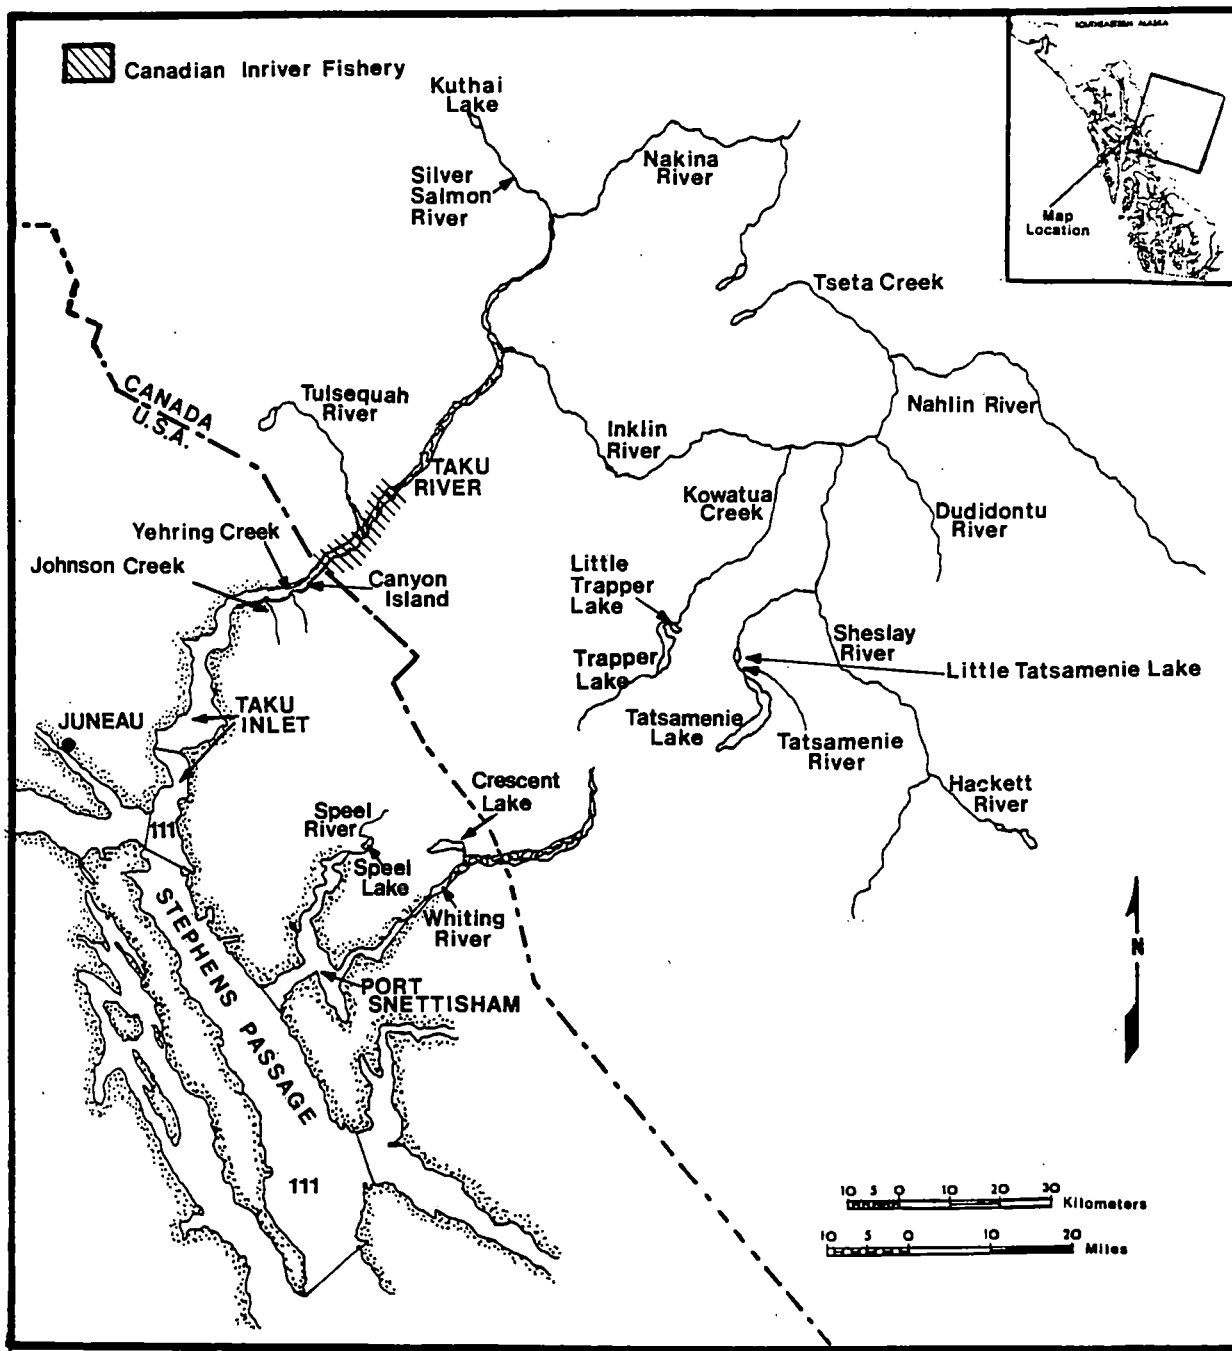 SOUTHEASTERN ALASKA
Canadian Inriver Fishery
Kuthai
Lake
Nakina
River
Silver
Salmon
River
Map
Location
Tseta Creek
CANADA
U.S.A.
Tulsequah
River
Nahlin River
Inklin
River
TAKU
RIVER
Kowatua
Creek
Dudidontu
River
Yehring Creek
Johnson Creek
Canyon
Island
Little
Trapper
Lake
Sheslay
River
Trapper
Lake
Little Tatsamenie Lake
JUNEAU
TAKU
INLET
Tatsamenie
Lake
Tatsamenie
River
Crescent
Lake
Hackett
River
Speel
River
111
Speel
Lake
Whiting
River
STEPHENS PASSAGE
N
PORT
SNETTISHAM
111
10 5 0 10 20 30
Kilometers
10 5 0 10 20
Miles